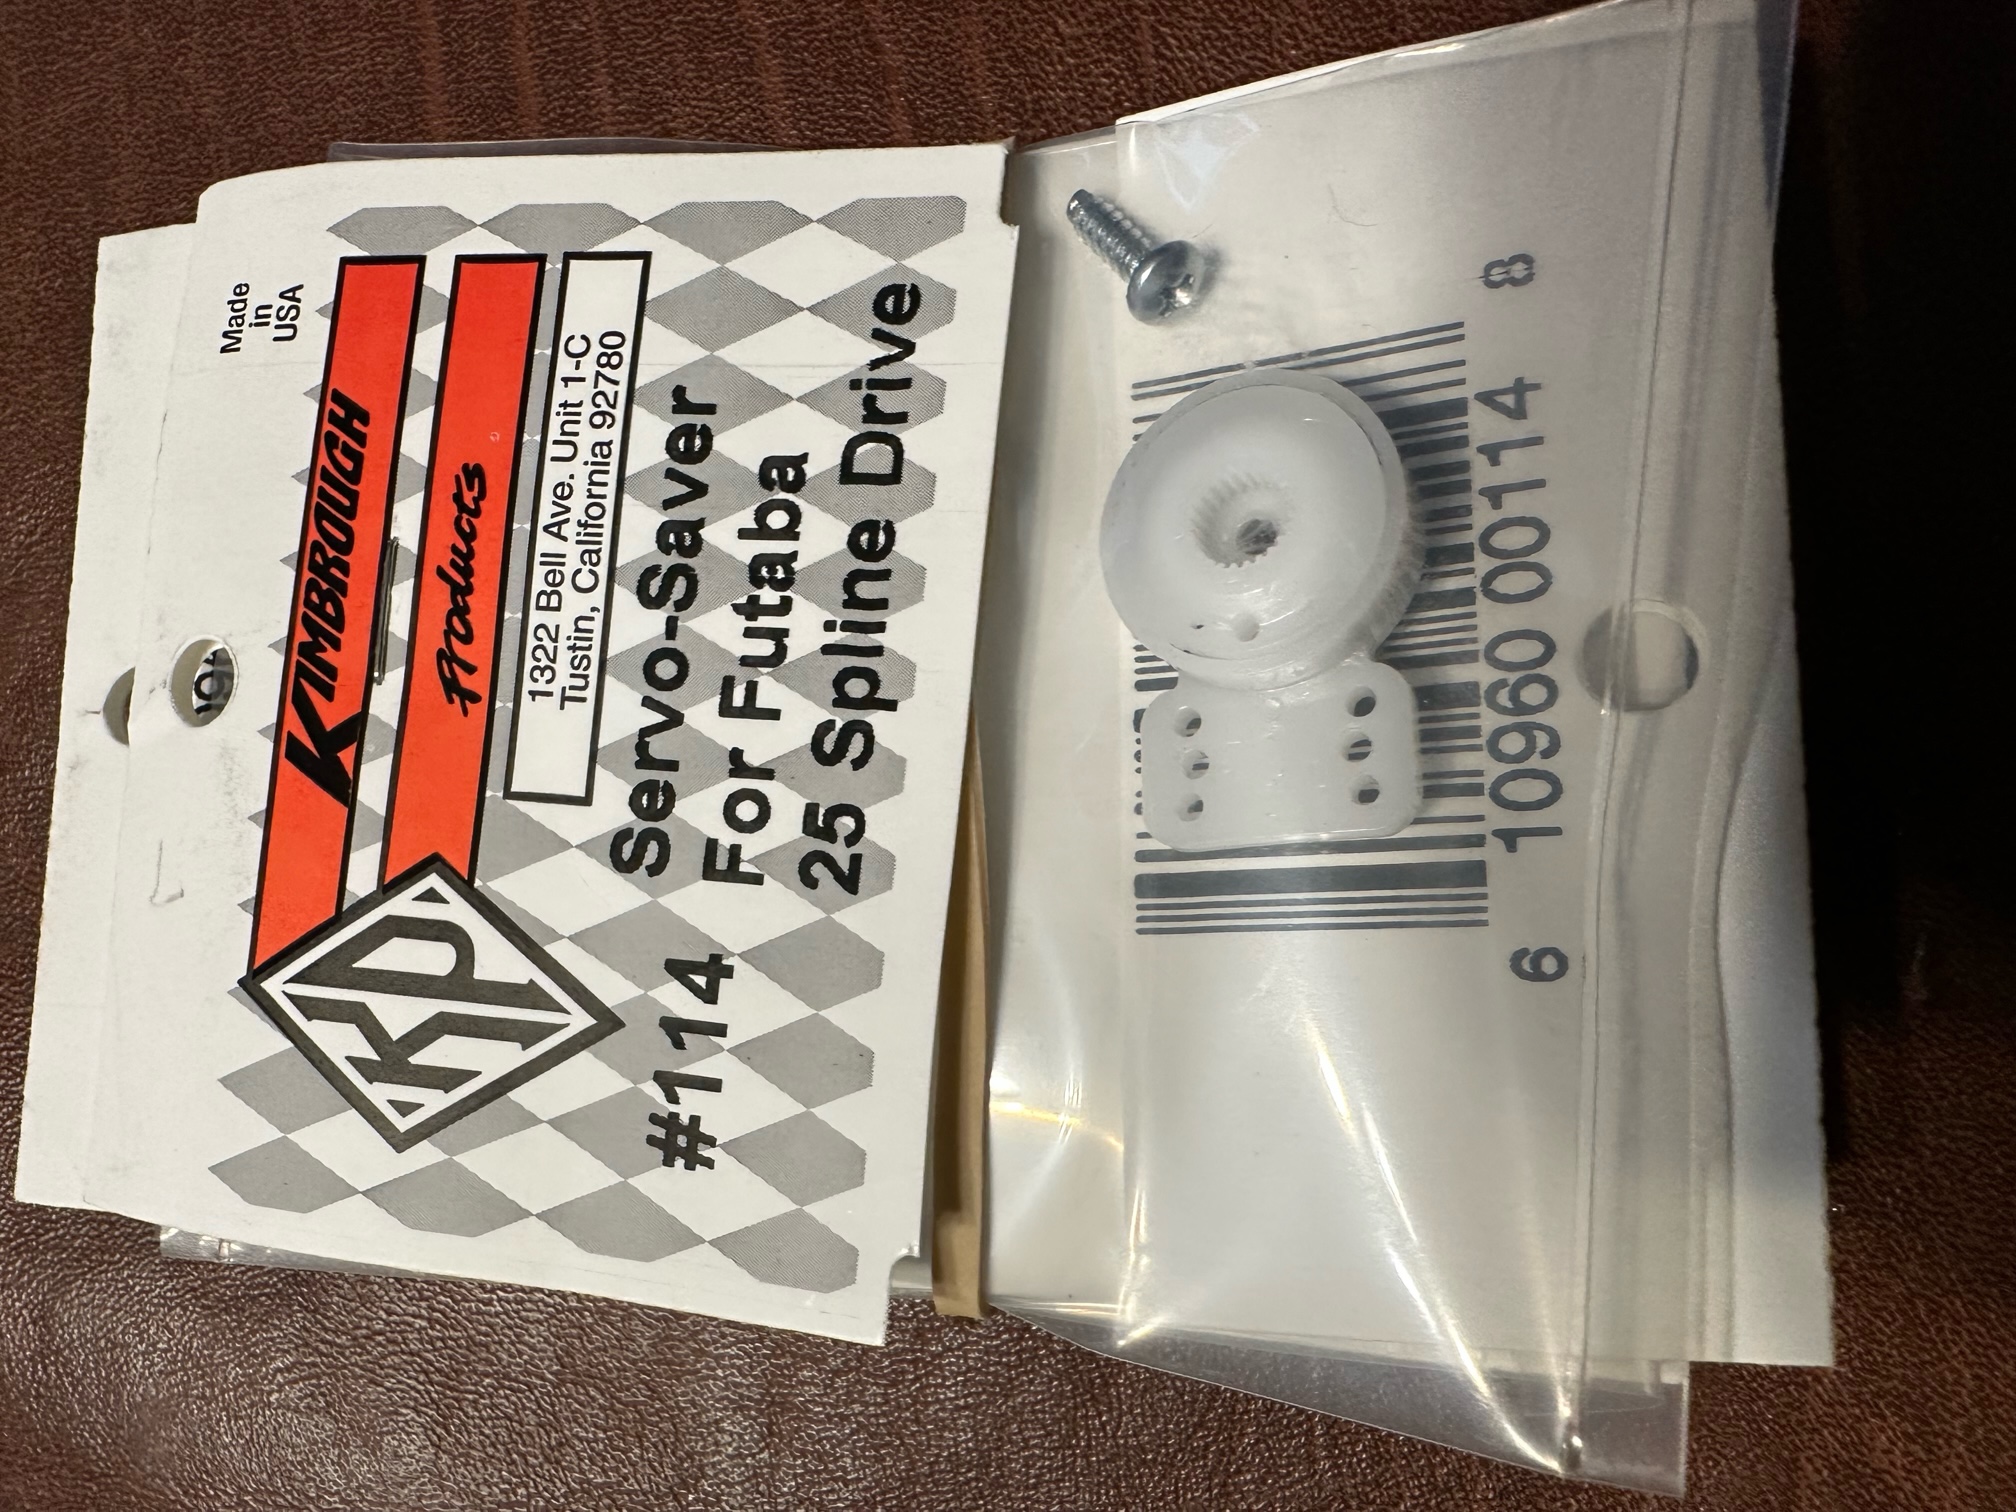 Made
in
USA
KIMBROUGH
Products
1322 Bell Ave. Unit 1-C
Tustin, California 92780
KP
#114 Servo-Saver
For Futaba
25 Spline Drive
6 10960 00114 8